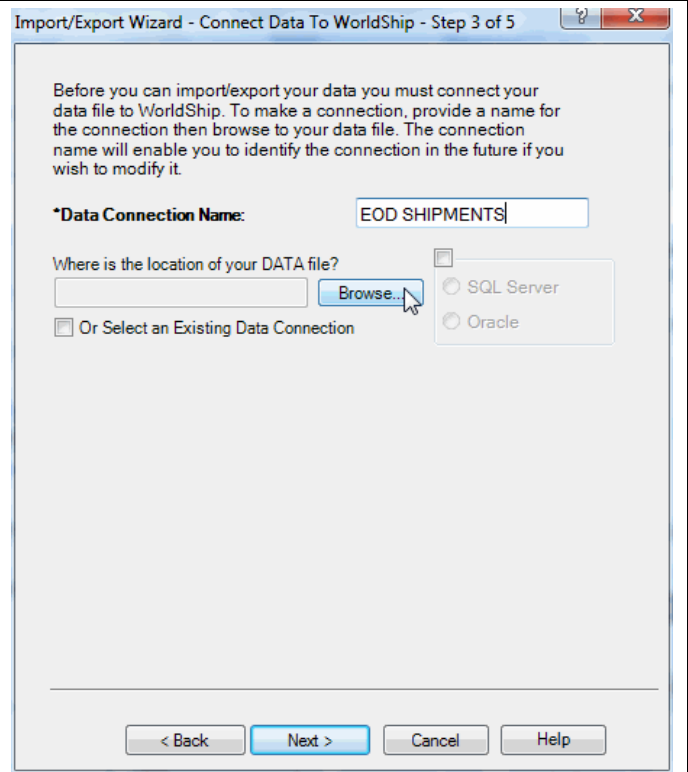 Import/Export Wizard - Connect Data To WorldShip - Step 3 of 5
Before you can import/export your data you must connect your
data file to WorldShip. To make a connection, provide a name for
the connection then browse to your data file. The connection
name will enable you to identify the connection in the future if you
wish to modify it.
*Data Connection Name: EOD SHIPMENTS
Where is the location of your DATA file?
Browse...
SQL Server
Oracle
Or Select an Existing Data Connection
< Back Next > Cancel Help